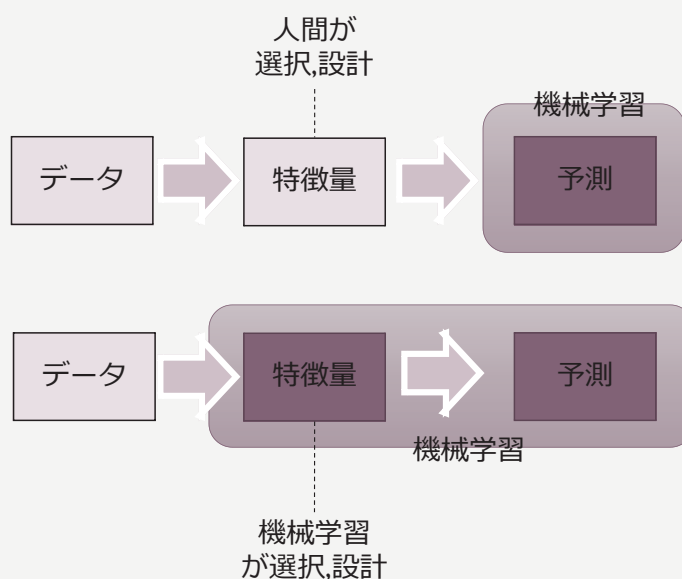 人間が
選択,設計
機械学習
データ
特徴量
予測
データ
特徴量
予測
機械学習
機械学習
が選択,設計